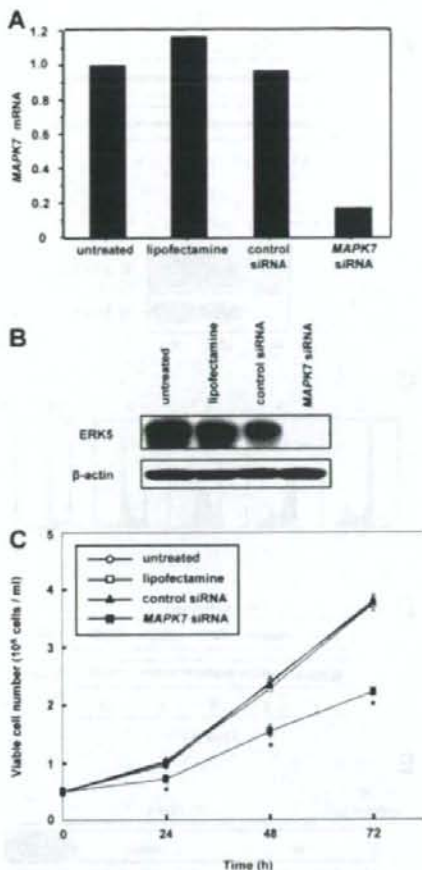 A
MAPK7 mRNA
1.2
1.0
0.8
0.6
0.4
0.2
0
untreated
lipofectamine
control
siRNA
MAPK7
siRNA
B
untreated
lipofectamine
control siRNA
MAPK7 siRNA
ERK5
β-actin
C
Viable cell number (10⁶ cells / ml)
5
4
3
2
1
0
untreated
lipofectamine
control siRNA
MAPK7 siRNA
*
*
*
0
24
48
72
Time (h)